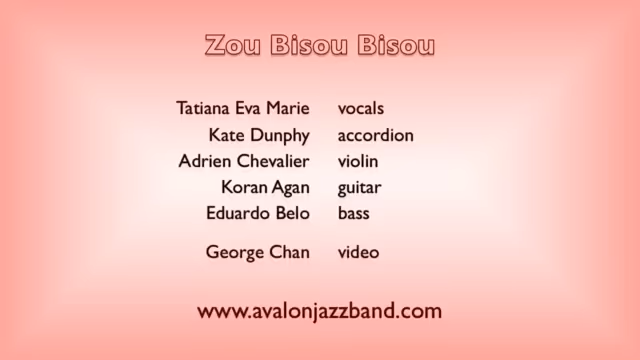 Zou Bisou Bisou
Tatiana Eva Marie vocals
Kate Dunphy accordion
Adrien Chevalier violin
Koran Agan guitar
Eduardo Belo bass
George Chan video
www.avalonjazzband.com